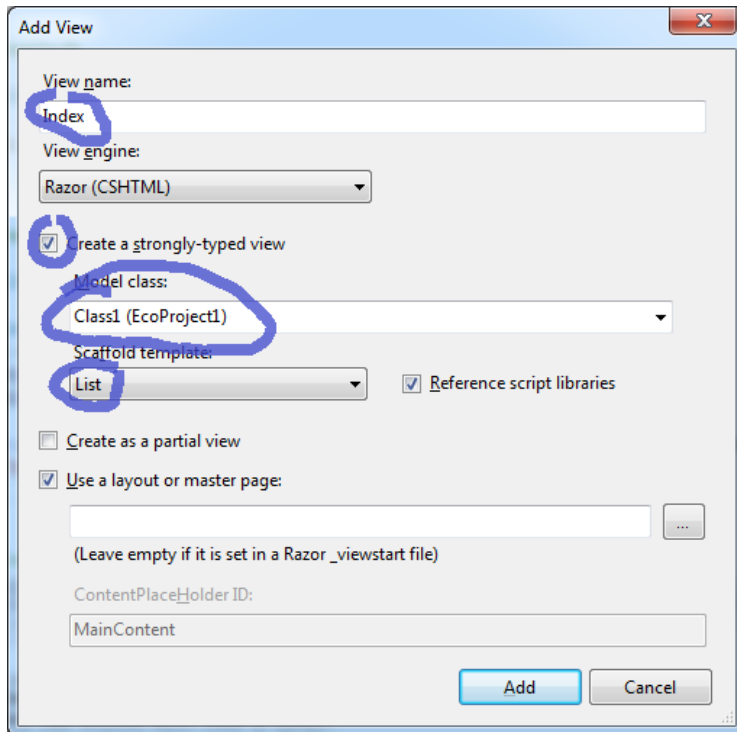 Add View
View name:
Index
View engine:
Razor (CSHTML)
Create a strongly-typed view
Model class:
Class1 (EcoProject1)
Scaffold template:
List
Reference script libraries
Create as a partial view
Use a layout or master page:
...
(Leave empty if it is set in a Razor _viewstart file)
ContentPlaceHolder ID:
MainContent
Add
Cancel